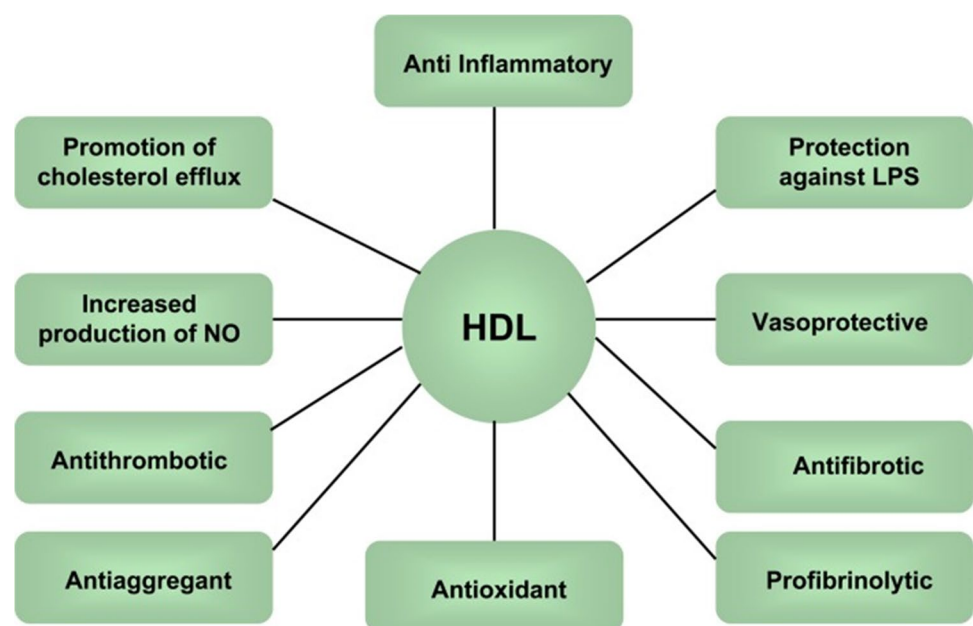 Anti Inflammatory
Promotion of
cholesterol efflux
Protection
against LPS
Increased
production of NO
HDL
Vasoprotective
Antithrombotic
Antifibrotic
Antiaggregant
Antioxidant
Profibrinolytic